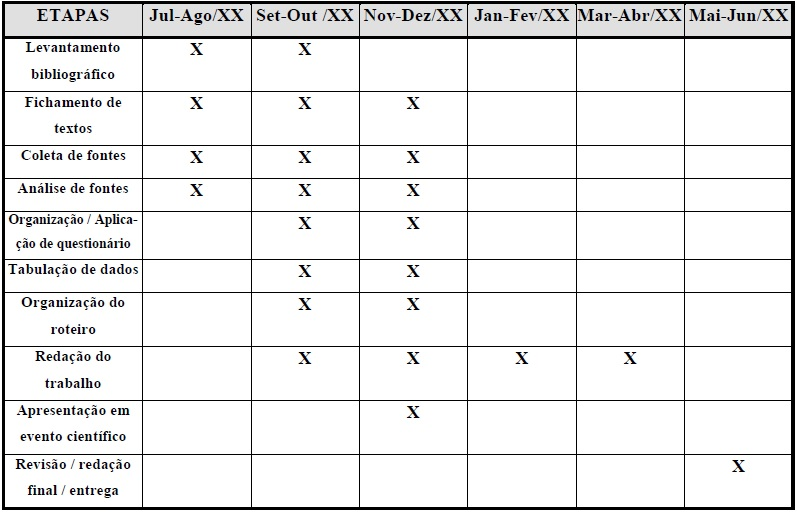 ETAPAS Jul-Ago/XX Set-Out /XX Nov-Dez/XX Jan-Fev/XX Mar-Abr/XX Mai-Jun/XX
Levantamento
bibliográfico X X
Fichamento de
textos X X X
Coleta de fontes X X X
Análise de fontes X X X
Organização / Aplica-
ção de questionário X X
Tabulação de dados X X
Organização do
roteiro X X
Redação do
trabalho X X X X
Apresentação em
evento científico X
Revisão / redação
final / entrega X